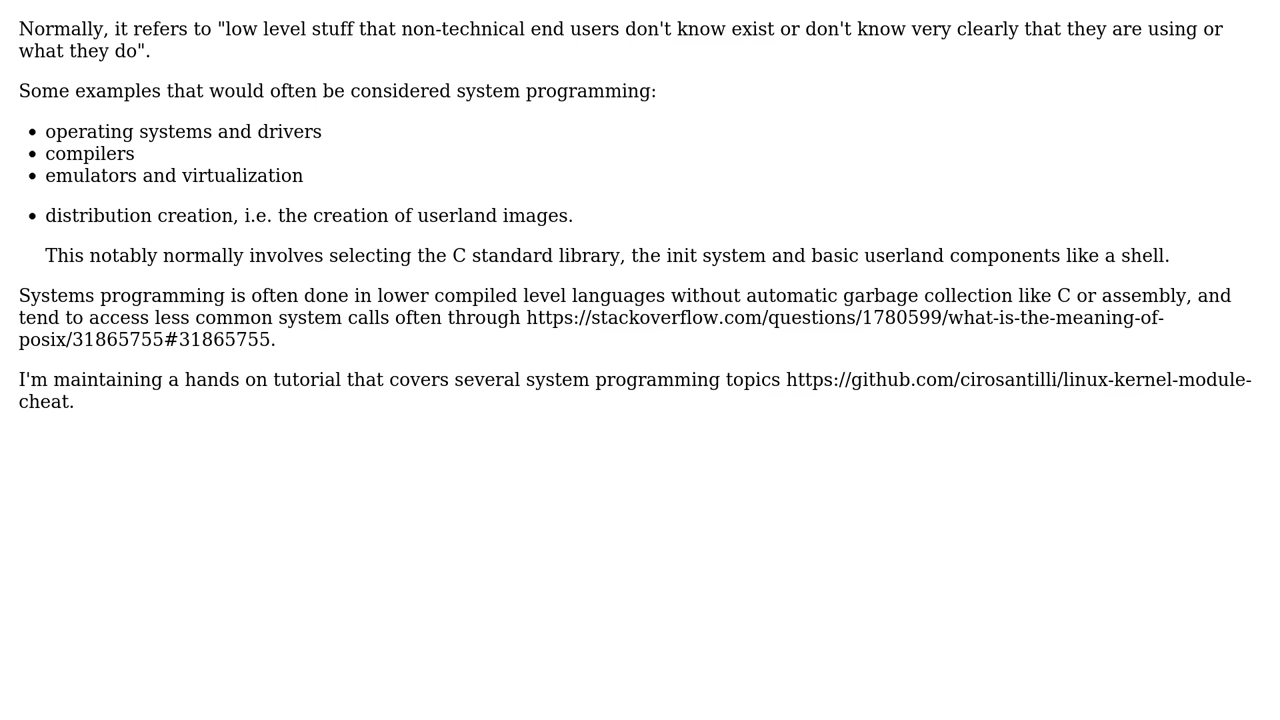 Normally, it refers to "low level stuff that non-technical end users don't know exist or don't know very clearly that they are using or
what they do".
Some examples that would often be considered system programming:
• operating systems and drivers
• compilers
• emulators and virtualization
• distribution creation, i.e. the creation of userland images.
This notably normally involves selecting the C standard library, the init system and basic userland components like a shell.
Systems programming is often done in lower compiled level languages without automatic garbage collection like C or assembly, and
tend to access less common system calls often through https://stackoverflow.com/questions/1780599/what-is-the-meaning-of-
posix/31865755#31865755.
I'm maintaining a hands on tutorial that covers several system programming topics https://github.com/cirosantilli/linux-kernel-module-
cheat.